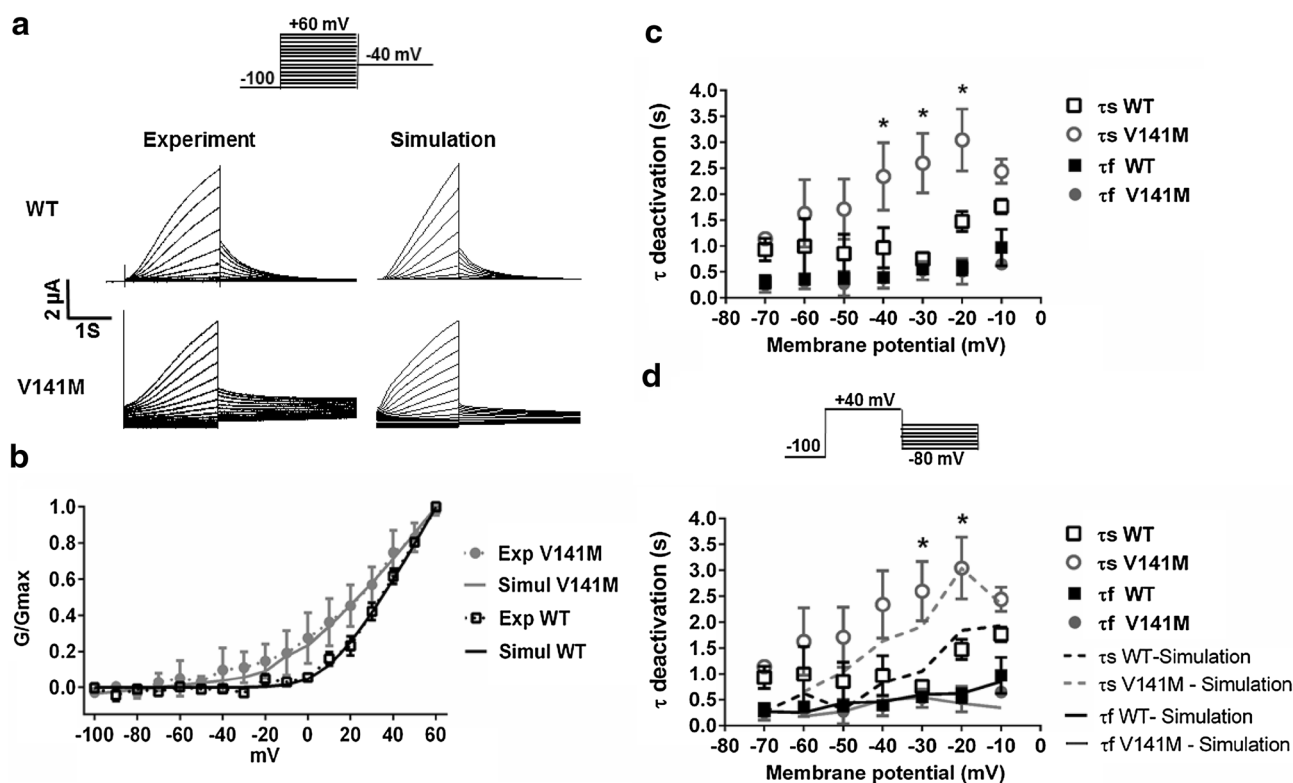 a
+60 mV
-40 mV
-100
Experiment
Simulation
WT
2 µA
1S
V141M
b
1.0
0.8
0.6
0.4
0.2
0.0
G/Gmax
-100 -80 -60 -40 -20 0 20 40 60
mV
Exp V141M
Simul V141M
Exp WT
Simul WT
c
4.0
3.5
3.0
2.5
2.0
1.5
1.0
0.5
0.0
τ deactivation (s)
* * *
-80 -70 -60 -50 -40 -30 -20 -10 0
Membrane potential (mV)
τs WT
τs V141M
τf WT
τf V141M
d
+40 mV
-100
-80 mV
4.0
3.5
3.0
2.5
2.0
1.5
1.0
0.5
0.0
τ deactivation (s)
* *
-80 -70 -60 -50 -40 -30 -20 -10 0
Membrane potential (mV)
τs WT
τs V141M
τf WT
τf V141M
τs WT-Simulation
τs V141M - Simulation
τf WT- Simulation
τf V141M - Simulation